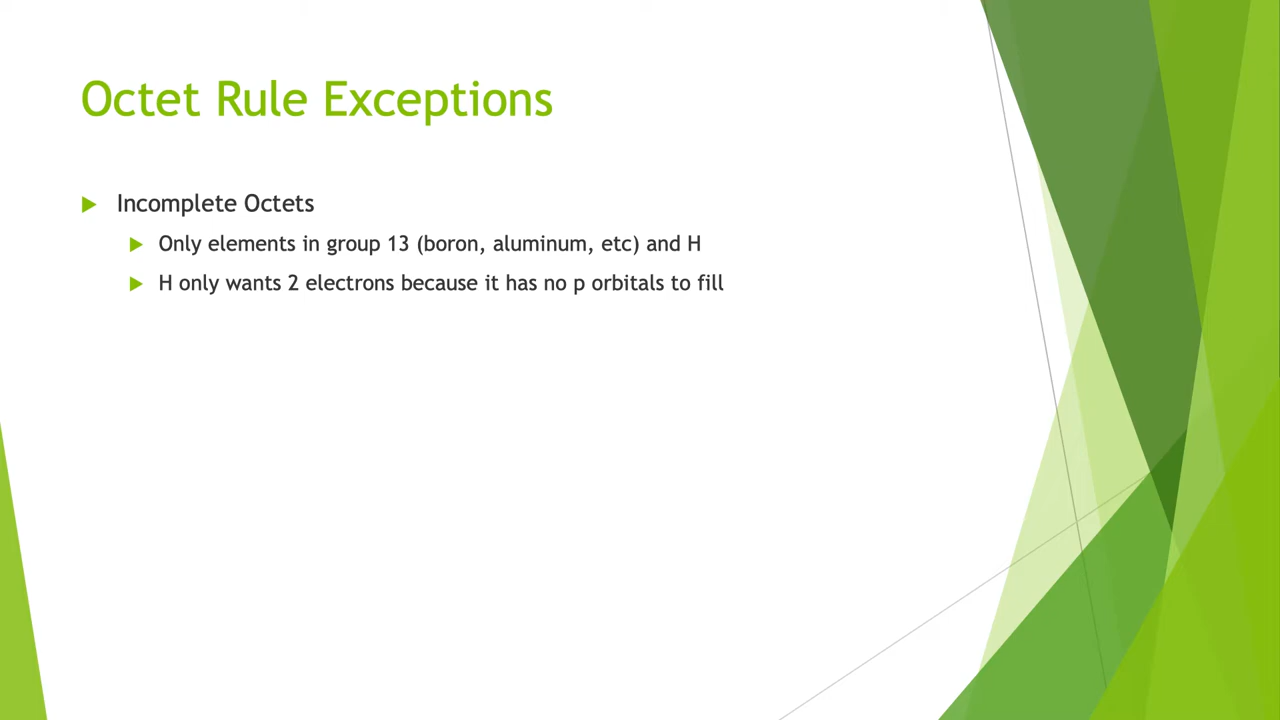 Octet Rule Exceptions
Incomplete Octets
Only elements in group 13 (boron, aluminum, etc) and H
H only wants 2 electrons because it has no p orbitals to fill